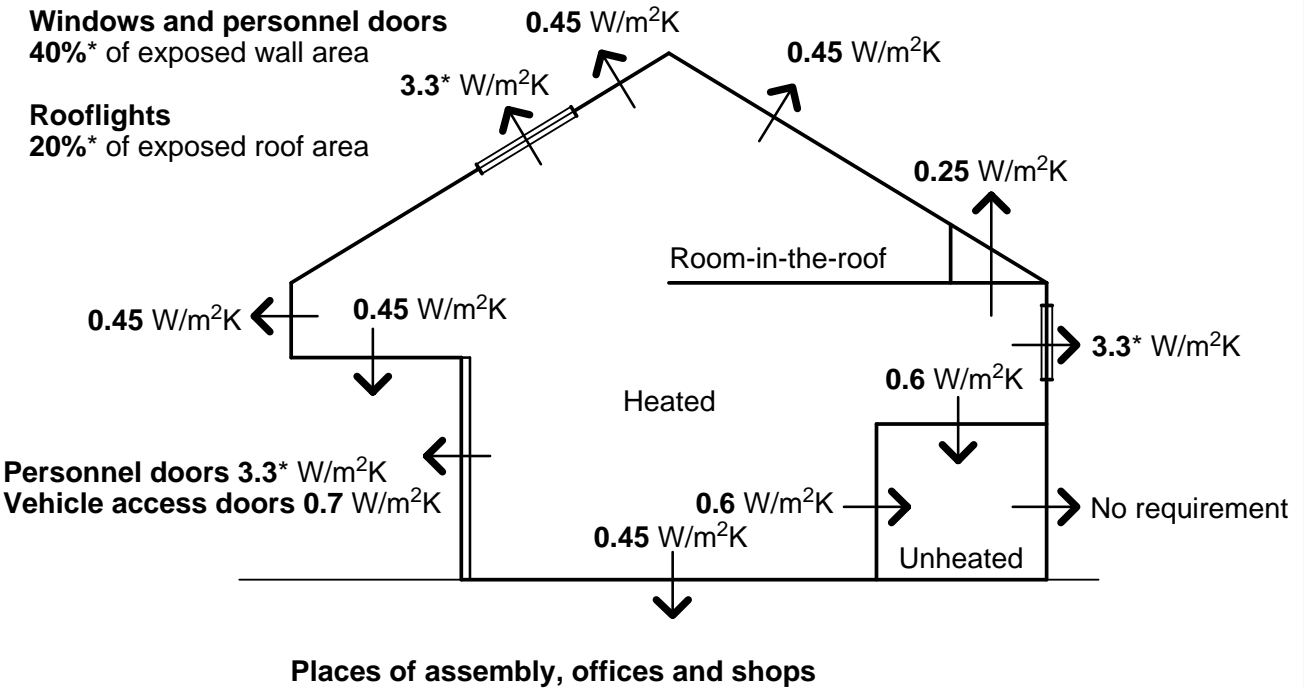 Windows and personnel doors
40%* of exposed wall area
Rooflights
20%* of exposed roof area
0.45 W/m²K
3.3* W/m²K
0.45 W/m²K
0.25 W/m²K
Room-in-the-roof
0.45 W/m²K
0.45 W/m²K
3.3* W/m²K
0.6 W/m²K
Heated
Personnel doors 3.3* W/m²K
Vehicle access doors 0.7 W/m²K
0.6 W/m²K
No requirement
0.45 W/m²K
Unheated
Places of assembly, offices and shops